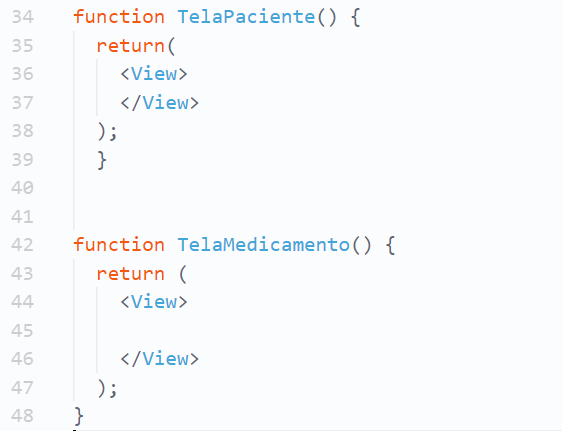 34 function TelaPaciente() {
35   return(
36     <View>
37     </View>
38   );
39   }
40
41
42 function TelaMedicamento() {
43   return (
44     <View>
45
46     </View>
47   );
48 }